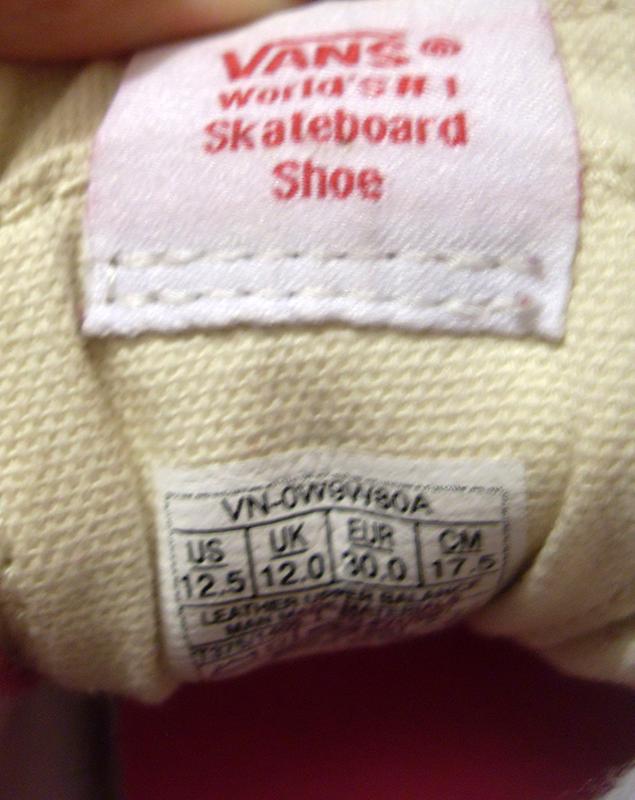 VANS®
World's #1
Skateboard
Shoe
VN-0W9W80A
US UK EUR CM
12.5 12.0 30.0 17.5
LEATHER UPPER BALANCE